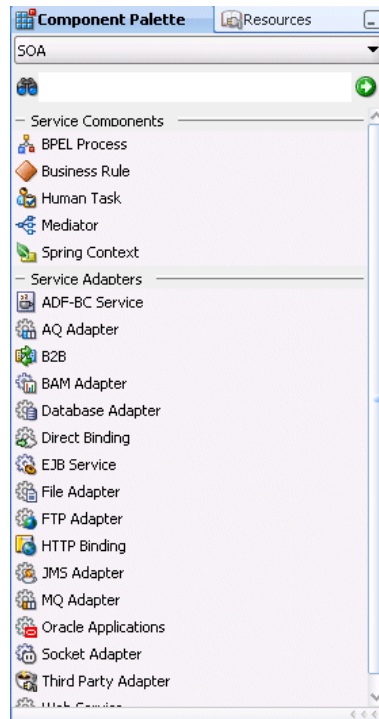 Component Palette Resources
SOA
Service Components
BPEL Process
Business Rule
Human Task
Mediator
Spring Context
Service Adapters
ADF-BC Service
AQ Adapter
B2B
BAM Adapter
Database Adapter
Direct Binding
EJB Service
File Adapter
FTP Adapter
HTTP Binding
JMS Adapter
MQ Adapter
Oracle Applications
Socket Adapter
Third Party Adapter
Web Service